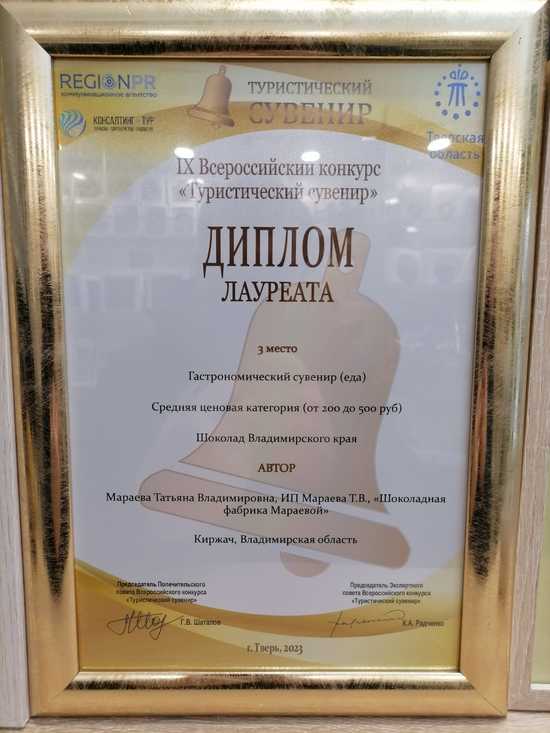 REGIONPR
коммуникационное агентство
КОНСАЛТИНГ-ТУР
ТУРИСТИЧЕСКИЙ
СУВЕНИР
Тверская
область
IX Всероссийский конкурс
«Туристический сувенир»
ДИПЛОМ
ЛАУРЕАТА
3 место
Гастрономический сувенир (еда)
Средняя ценовая категория (от 200 до 500 руб)
Шоколад Владимирского края
АВТОР
Мараева Татьяна Владимировна, ИП Мараева Т.В., «Шоколадная
фабрика Мараевой»
Киржач, Владимирская область
Председатель Попечительского
совета Всероссийского конкурса
«Туристический сувенир»
Г.В. Шаталов
Председатель Экспертного
совета Всероссийского конкурса
«Туристический сувенир»
К.А. Радченко
г. Тверь, 2023